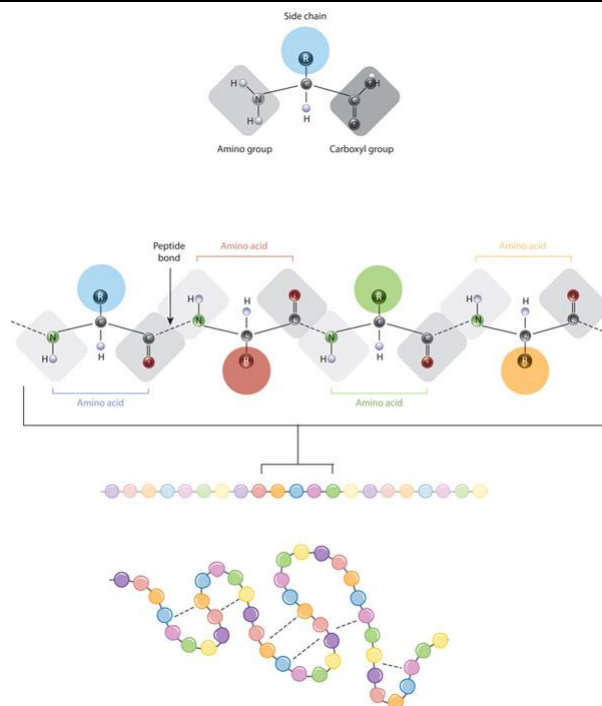 Side chain
R
H
N
C
H
H
H
Amino group
Carboxyl group
Peptide
bond
Amino acid
Amino acid
R
H
H
R
H
N
C
C
N
C
C
N
C
C
N
C
C
H
H
R
H
H
R
Amino acid
Amino acid